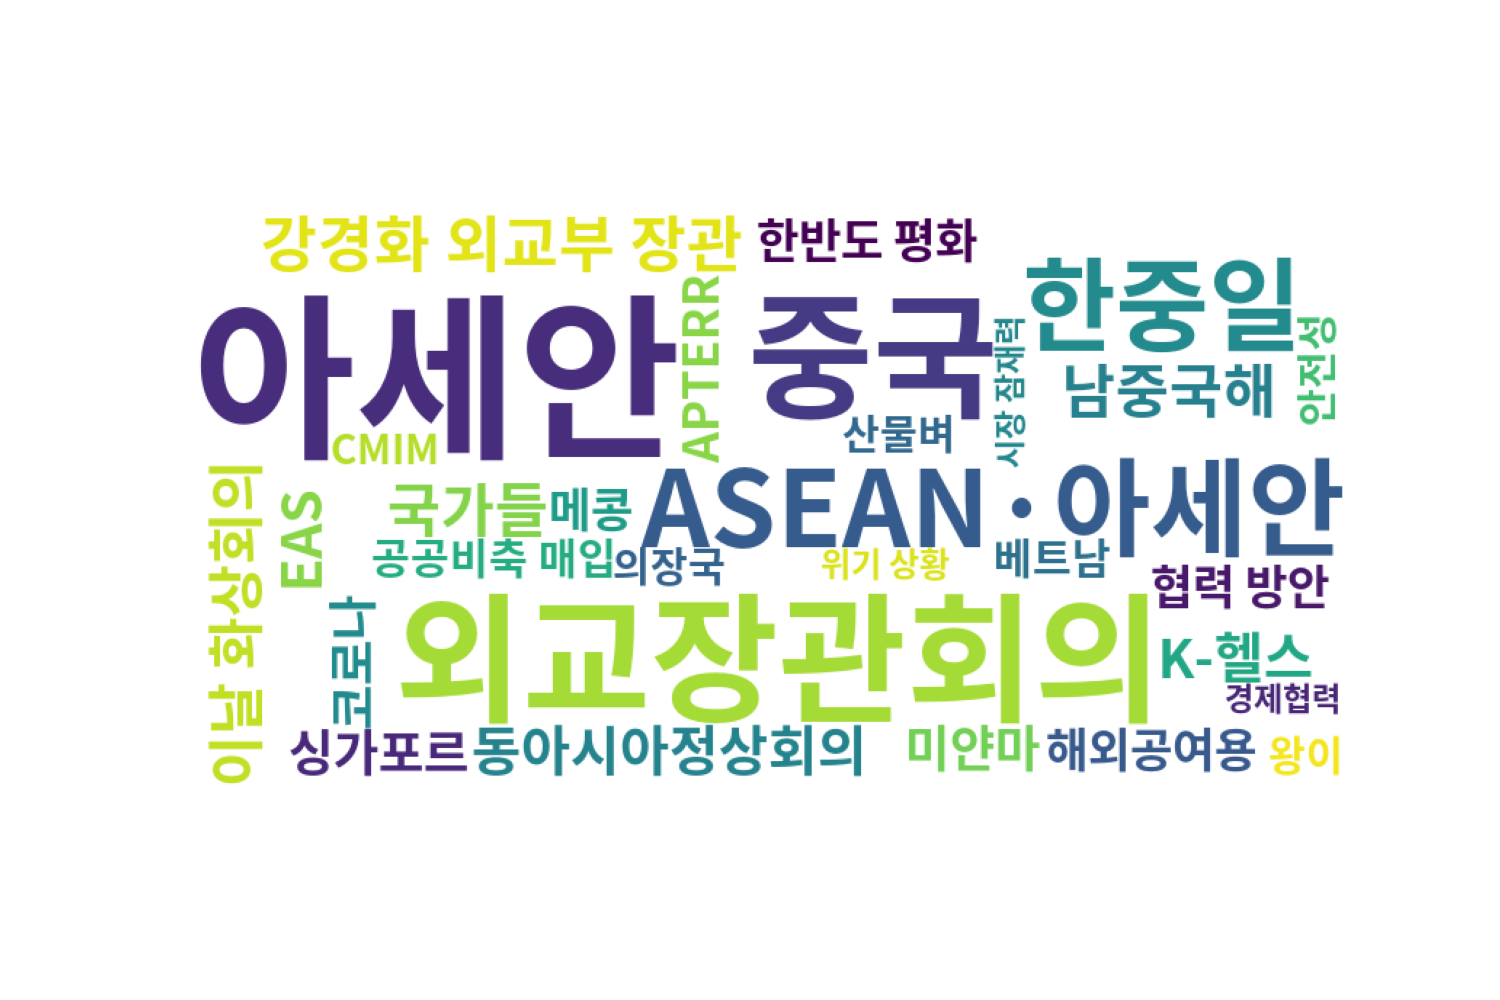 강경화 외교부 장관
한반도 평화
아세안
APTERR
중국
시장 잠재력
한중일
안전성
남중국해
CMIM
산물벼
이날 화상회의
EAS
국가들
메콩
ASEAN·아세안
공공비축 매입
의장국
위기 상황
베트남
협력 방안
코로나
외교장관회의
K-헬스
경제협력
싱가포르
동아시아정상회의
미얀마
해외공여용
왕이